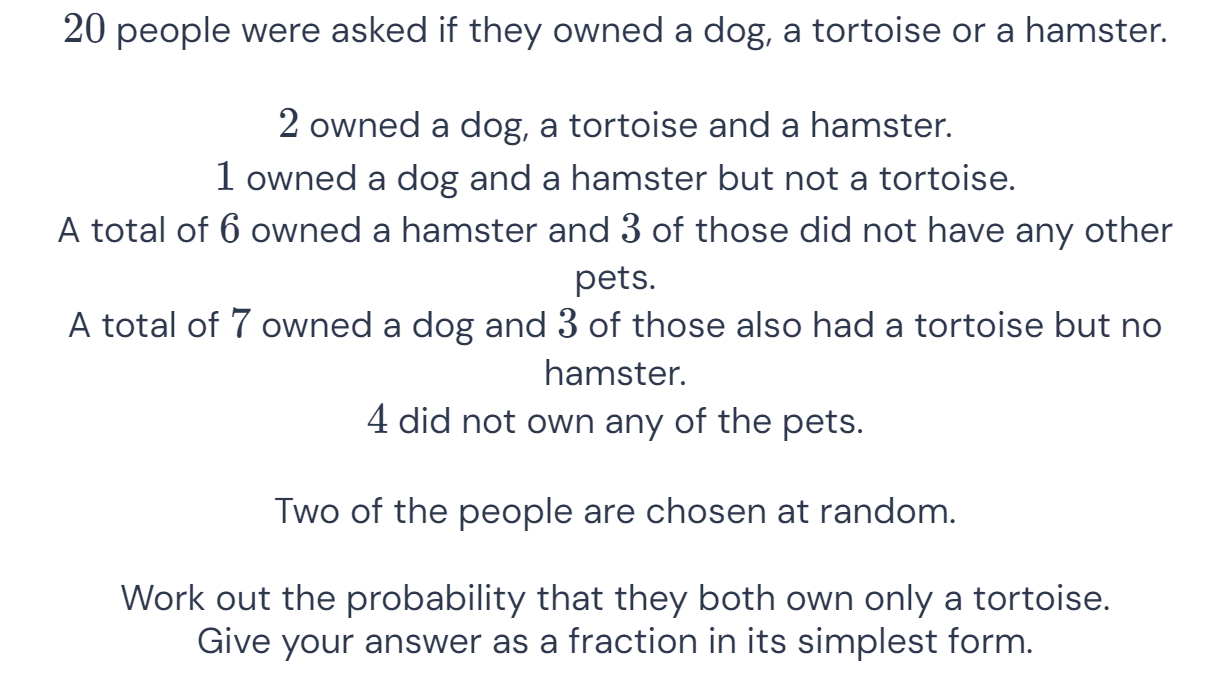 20 people were asked if they owned a dog, a tortoise or a hamster.
2 owned a dog, a tortoise and a hamster.
1 owned a dog and a hamster but not a tortoise.
A total of 6 owned a hamster and 3 of those did not have any other
pets.
A total of 7 owned a dog and 3 of those also had a tortoise but no
hamster.
4 did not own any of the pets.
Two of the people are chosen at random.
Work out the probability that they both own only a tortoise.
Give your answer as a fraction in its simplest form.